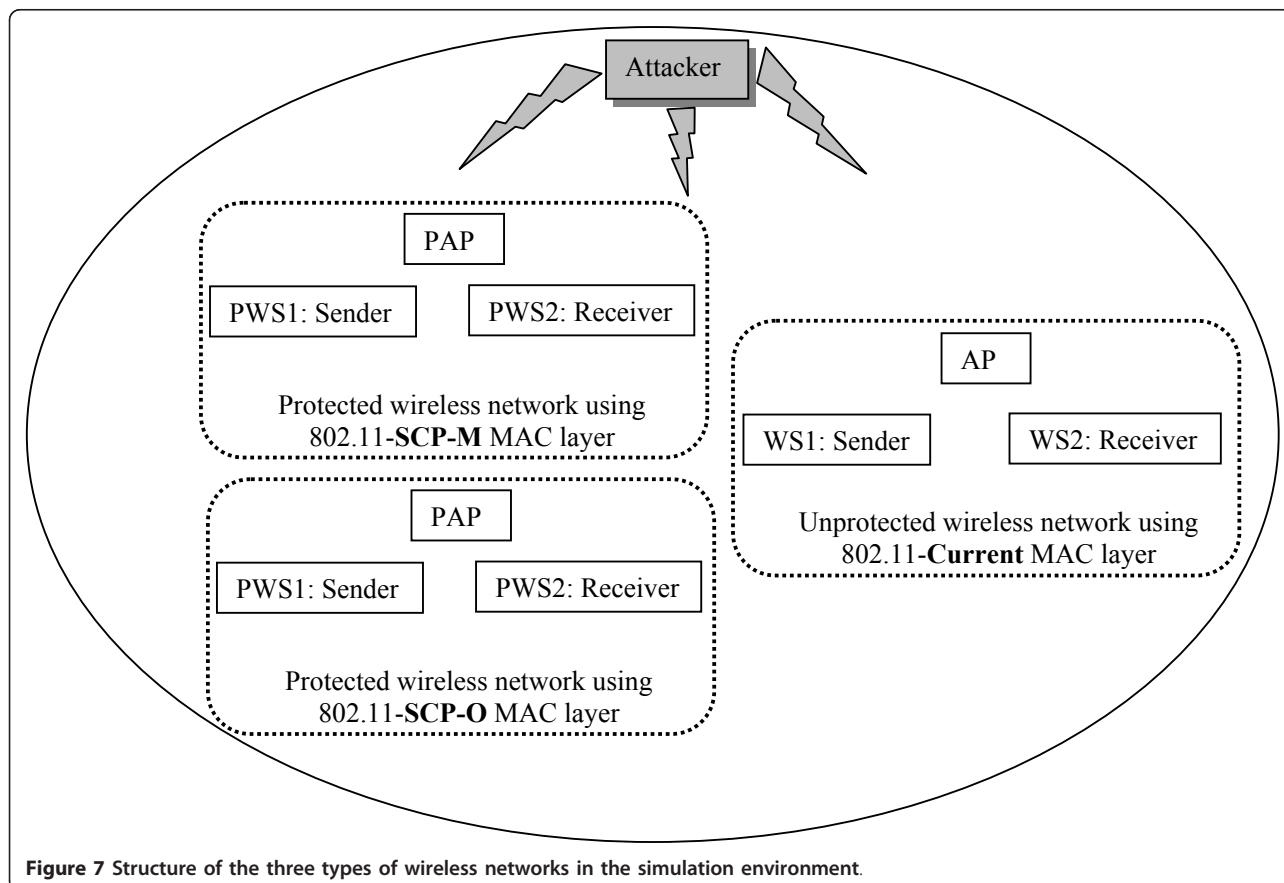 Attacker
PAP
PWS1: Sender
PWS2: Receiver
Protected wireless network using
802.11-SCP-M MAC layer
AP
WS1: Sender
WS2: Receiver
Unprotected wireless network using
802.11-Current MAC layer
PAP
PWS1: Sender
PWS2: Receiver
Protected wireless network using
802.11-SCP-O MAC layer
Figure 7 Structure of the three types of wireless networks in the simulation environment.